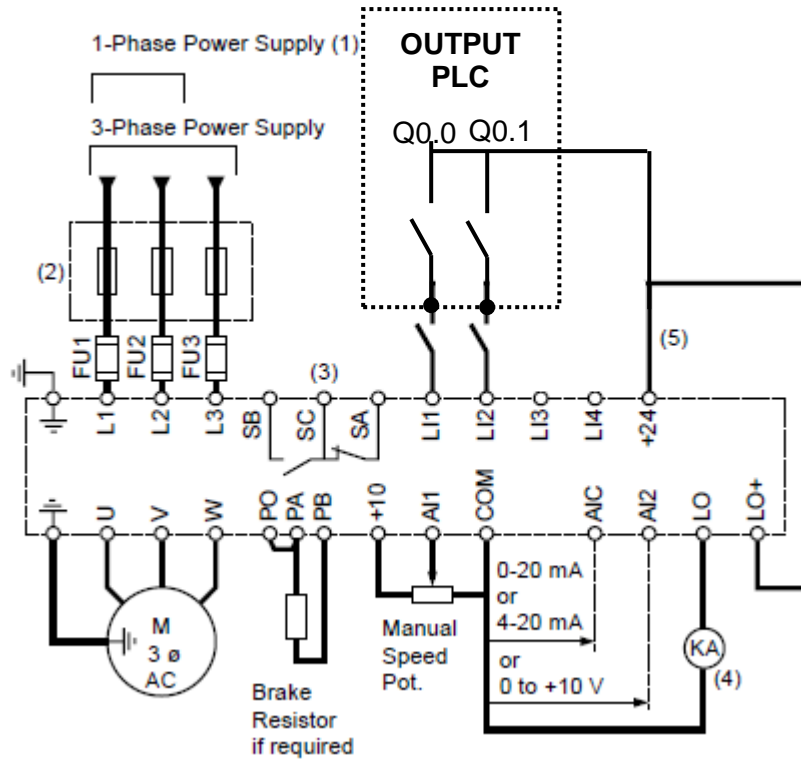 1-Phase Power Supply (1)
OUTPUT
PLC
3-Phase Power Supply
Q0.0 Q0.1
(2)
FU1
FU2
FU3
(3)
(5)
L1
L2
L3
SB
SC
SA
LI1
LI2
LI3
LI4
+24
U
V
W
PO
PA
PB
+10
AI1
COM
AIC
AI2
LO
LO+
M
3 ø
AC
Brake
Resistor
if required
Manual
Speed
Pot.
0-20 mA
or
4-20 mA
or
0 to +10 V
KA
(4)